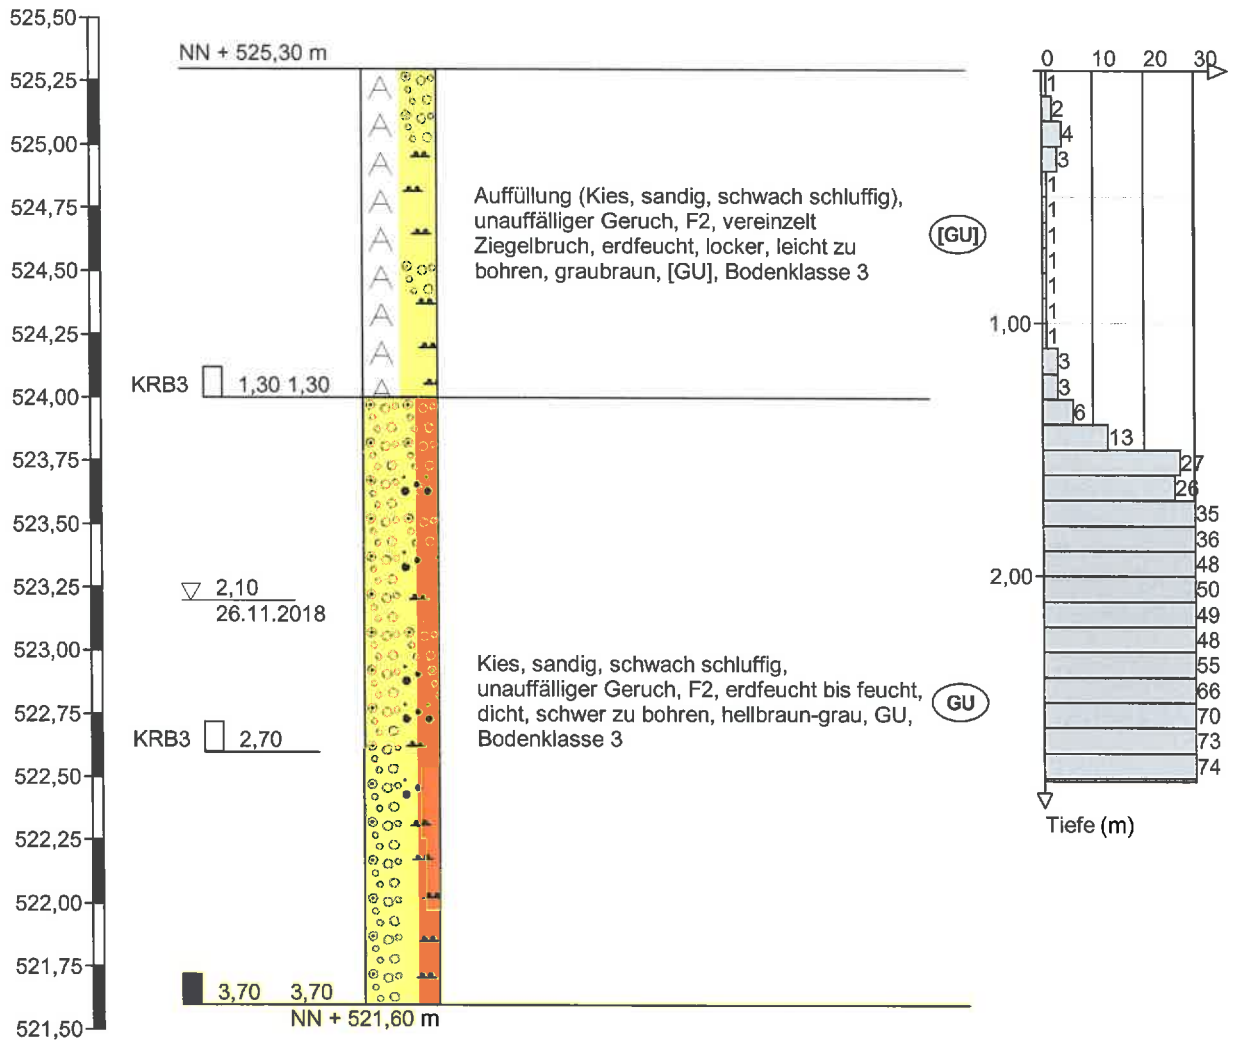 525,50
525,25
525,00
524,75
524,50
524,25
524,00
523,75
523,50
523,25
523,00
522,75
522,50
522,25
522,00
521,75
521,50
NN + 525,30 m
A
A
A
A
A
A
A
A
A
Auffüllung (Kies, sandig, schwach schluffig),
unauffälliger Geruch, F2, vereinzelt
Ziegelbruch, erdfeucht, locker, leicht zu
bohren, graubraun, [GU], Bodenklasse 3
[GU]
KRB3 1,30 1,30
2,10
26.11.2018
Kies, sandig, schwach schluffig,
unauffälliger Geruch, F2, erdfeucht bis feucht,
dicht, schwer zu bohren, hellbraun-grau, GU,
Bodenklasse 3
GU
KRB3 2,70
3,70 3,70
NN + 521,60 m
0 10 20 30
1
2
4
3
1
1
1
1
1
1
1,00
1
3
3
6
13
27
26
35
36
48
2,00
50
49
48
55
66
70
73
74
Tiefe (m)